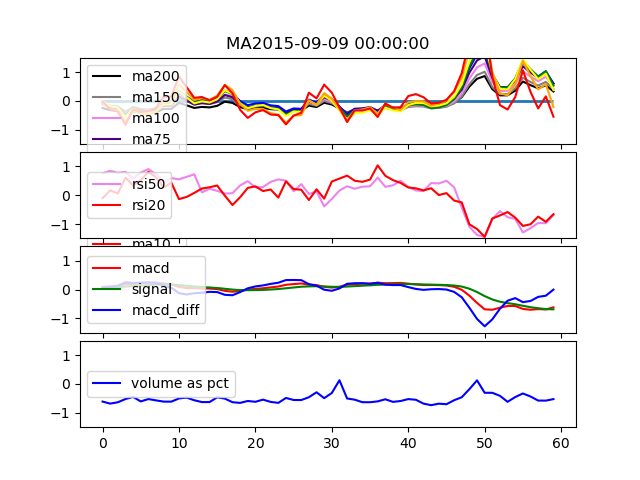 MA2015-09-09 00:00:00
1
0
−1
ma200
ma150
ma100
ma75
1
0
−1
rsi50
rsi20
ma10
1
0
−1
macd
signal
macd_diff
1
0
−1
volume as pct
0 10 20 30 40 50 60